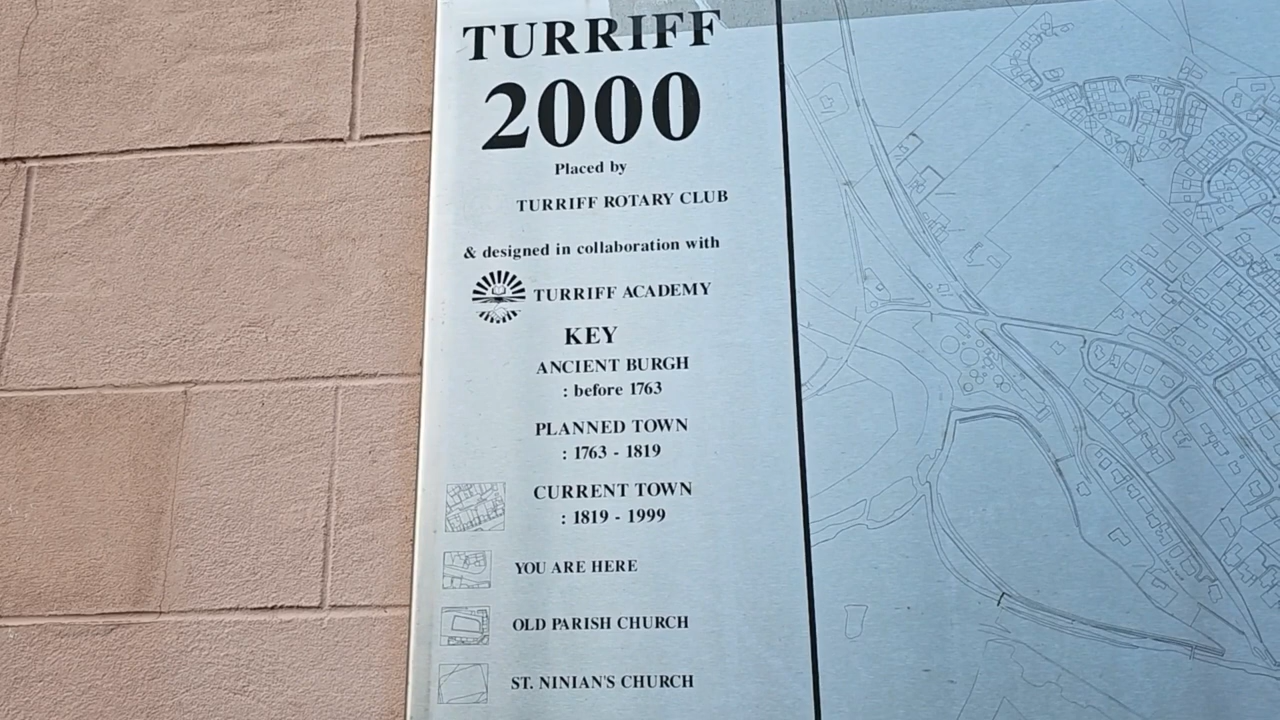 TURRIFF
2000
Placed by
TURRIFF ROTARY CLUB
& designed in collaboration with
TURRIFF ACADEMY
KEY
ANCIENT BURGH
: before 1763
PLANNED TOWN
: 1763 - 1819
CURRENT TOWN
: 1819 - 1999
YOU ARE HERE
OLD PARISH CHURCH
ST. NINIAN'S CHURCH